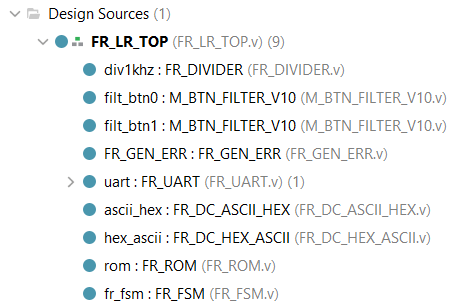 Design Sources (1)
FR_LR_TOP (FR_LR_TOP.v) (9)
div1khz : FR_DIVIDER (FR_DIVIDER.v)
filt_btn0 : M_BTN_FILTER_V10 (M_BTN_FILTER_V10.v)
filt_btn1 : M_BTN_FILTER_V10 (M_BTN_FILTER_V10.v)
FR_GEN_ERR : FR_GEN_ERR (FR_GEN_ERR.v)
uart : FR_UART (FR_UART.v) (1)
ascii_hex : FR_DC_ASCII_HEX (FR_DC_ASCII_HEX.v)
hex_ascii : FR_DC_HEX_ASCII (FR_DC_HEX_ASCII.v)
rom : FR_ROM (FR_ROM.v)
fr_fsm : FR_FSM (FR_FSM.v)